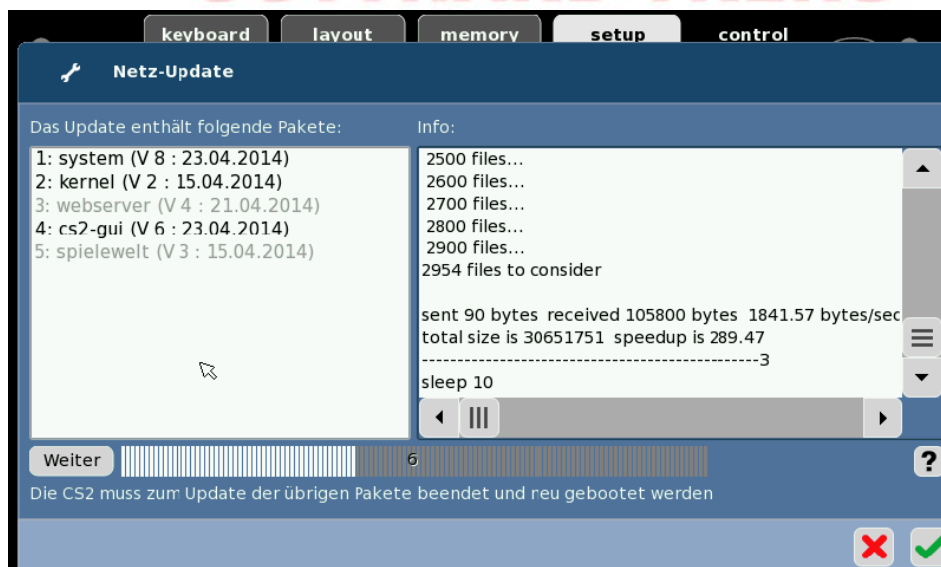 keyboard layout memory setup control
Netz-Update
Das Update enthält folgende Pakete:
1: system (V 8 : 23.04.2014)
2: kernel (V 2 : 15.04.2014)
3: webserver (V 4 : 21.04.2014)
4: cs2-gui (V 6 : 23.04.2014)
5: spielewelt (V 3 : 15.04.2014)
Info:
2500 files...
2600 files...
2700 files...
2800 files...
2900 files...
2954 files to consider
sent 90 bytes received 105800 bytes 1841.57 bytes/sec
total size is 30651751 speedup is 289.47
------------------------------------------------3
sleep 10
Weiter
6
?
Die CS2 muss zum Update der übrigen Pakete beendet und neu gebootet werden